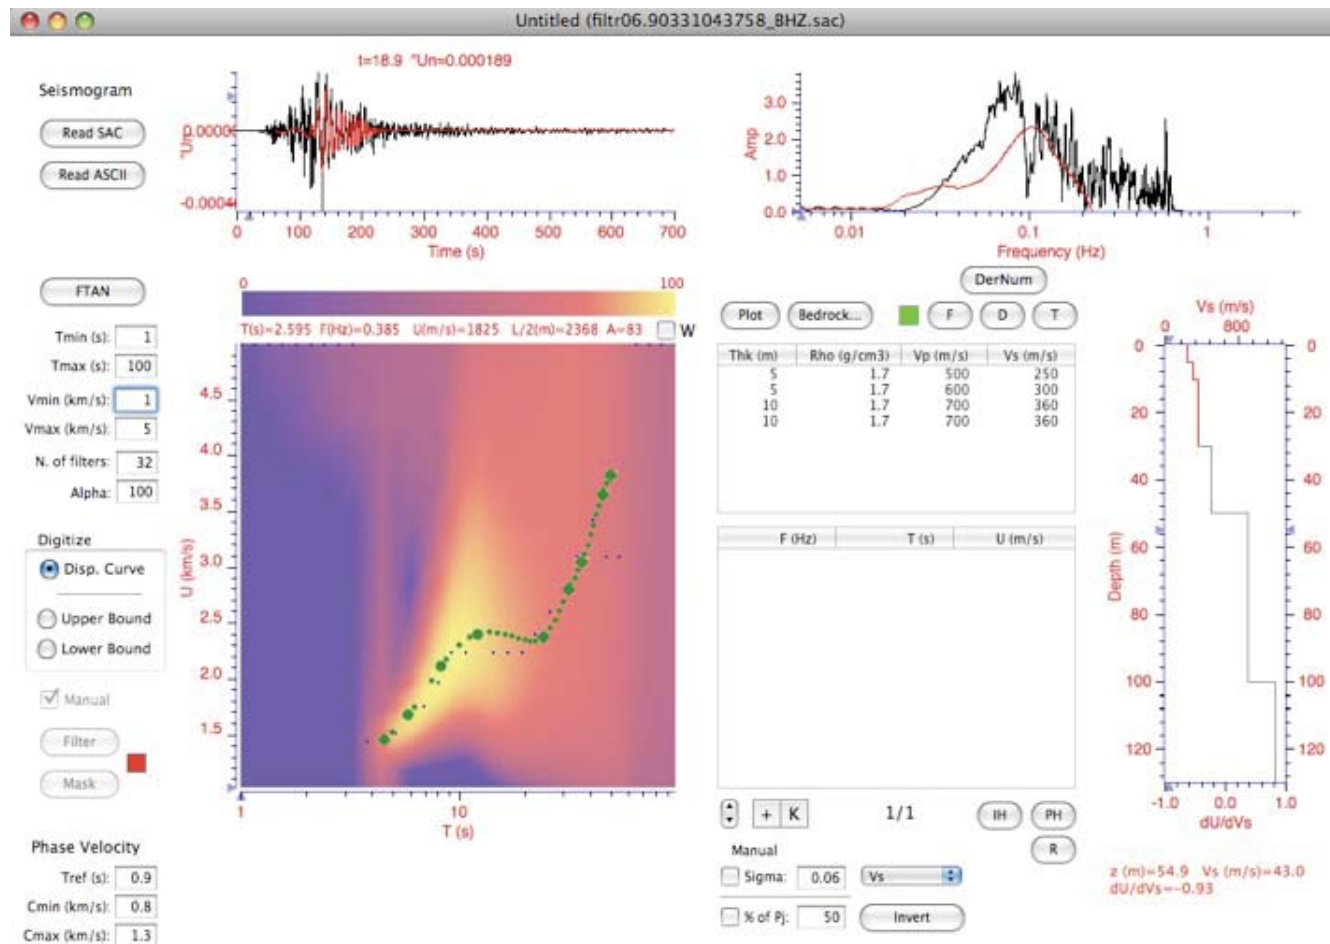 Untitled (filtr06.90331043758_BHZ.sac)
t=18.9 "Un=0.000189
Seismogram
Read SAC
Read ASCII
"Un
0.0000
-0.0004
0 100 200 300 400 500 600 700
Time (s)
Amp
3.0
2.0
1.0
0.0
0.01 0.1 1
Frequency (Hz)
DerNum
FTAN
Tmin (s): 1
Tmax (s): 100
Vmin (km/s): 1
Vmax (km/s): 5
N. of filters: 32
Alpha: 100
Digitize
Disp. Curve
Upper Bound
Lower Bound
Manual
Filter
Mask
Phase Velocity
Tref (s): 0.9
Cmin (km/s): 0.8
Cmax (km/s): 1.3
0 100
T(s)=2.595 F(Hz)=0.385 U(m/s)=1825 L/2(m)=2368 A=83 W
U (km/s)
4.5
4.0
3.5
3.0
2.5
2.0
1.5
1 10
T (s)
Plot Bedrock... F D T
Thk (m) Rho (g/cm3) Vp (m/s) Vs (m/s)
5 1.7 500 250
5 1.7 600 300
10 1.7 700 360
10 1.7 700 360
F (Hz) T (s) U (m/s)
+ K 1/1 IH PH
R
Manual
Sigma: 0.06 Vs
% of Pj: 50 Invert
Vs (m/s)
0 800
0 0
20 20
40 40
60 60
80 80
100 100
120 120
Depth (m)
-1.0 0.0 1.0
dU/dVs
z (m)=54.9 Vs (m/s)=43.0
dU/dVs=-0.93